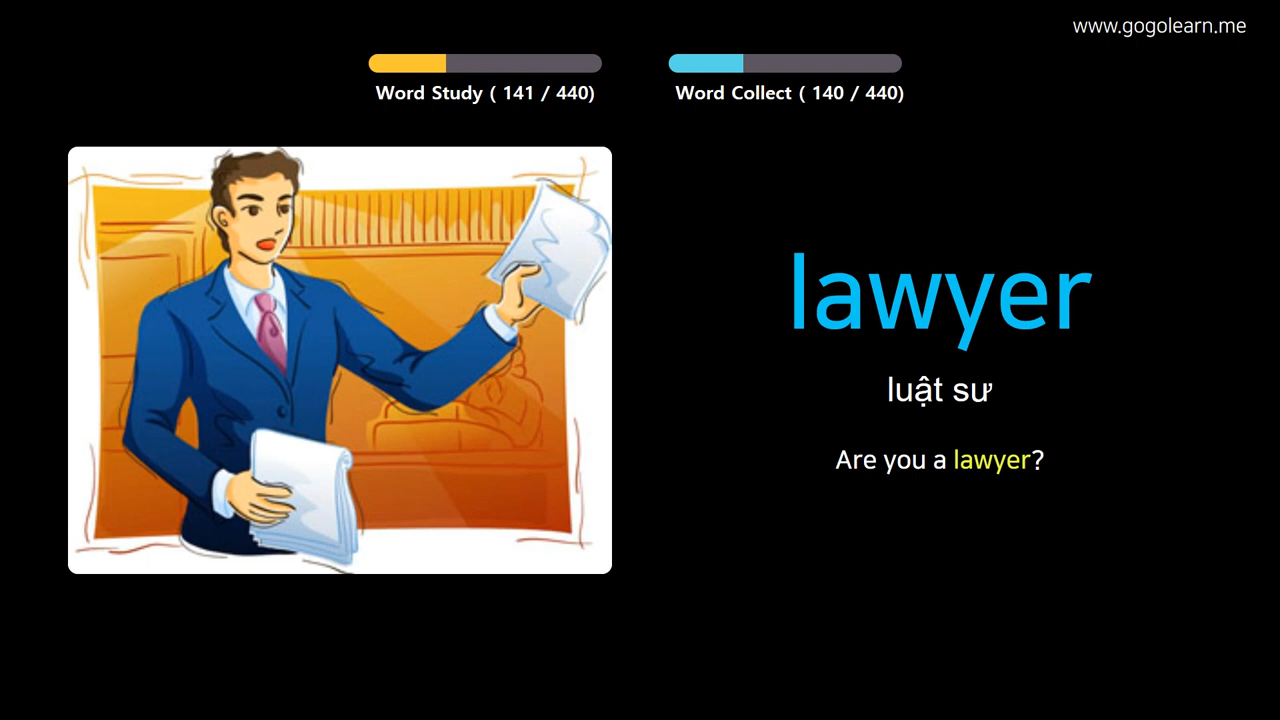 www.gogolearn.me
Word Study ( 141 / 440)
Word Collect ( 140 / 440)
lawyer
luật sư
Are you a lawyer?